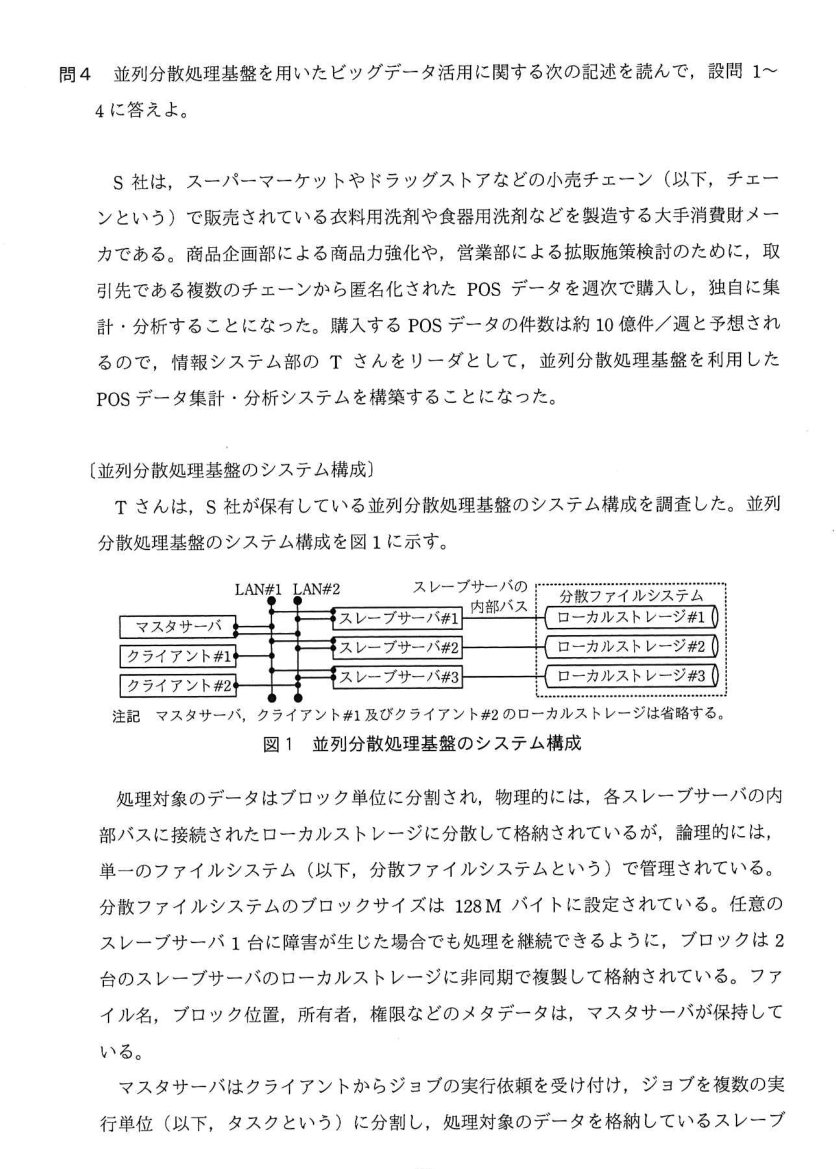 問4 並列分散処理基盤を用いたビッグデータ活用に関する次の記述を読んで,設問 1~
4 に答えよ。
S 社は,スーパーマーケットやドラッグストアなどの小売チェーン(以下,チェー
ンという)で販売されている衣料用洗剤や食器用洗剤などを製造する大手消費財メー
カである。商品企画部による商品力強化や,営業部による拡販施策検討のために,取
引先である複数のチェーンから匿名化された POS データを週次で購入し,独自に集
計・分析することになった。購入する POS データの件数は約 10 億件/週と予想され
るので,情報システム部の T さんをリーダとして,並列分散処理基盤を利用した
POS データ集計・分析システムを構築することになった。
〔並列分散処理基盤のシステム構成〕
T さんは,S 社が保有している並列分散処理基盤のシステム構成を調査した。並列
分散処理基盤のシステム構成を図 1 に示す。
LAN#1 LAN#2 スレーブサーバの
内部バス
分散ファイルシステム
マスタサーバ スレーブサーバ#1 ローカルストレージ#1
クライアント#1 スレーブサーバ#2 ローカルストレージ#2
クライアント#2 スレーブサーバ#3 ローカルストレージ#3
注記 マスタサーバ,クライアント#1 及びクライアント#2 のローカルストレージは省略する。
図 1 並列分散処理基盤のシステム構成
処理対象のデータはブロック単位に分割され,物理的には,各スレーブサーバの内
部バスに接続されたローカルストレージに分散して格納されているが,論理的には,
単一のファイルシステム(以下,分散ファイルシステムという)で管理されている。
分散ファイルシステムのブロックサイズは 128 M バイトに設定されている。任意の
スレーブサーバ 1 台に障害が生じた場合でも処理を継続できるように,ブロックは 2
台のスレーブサーバのローカルストレージに非同期で複製して格納されている。ファ
イル名,ブロック位置,所有者,権限などのメタデータは,マスタサーバが保持して
いる。
マスタサーバはクライアントからジョブの実行依頼を受け付け,ジョブを複数の実
行単位(以下,タスクという)に分割し,処理対象のデータを格納しているスレーブ